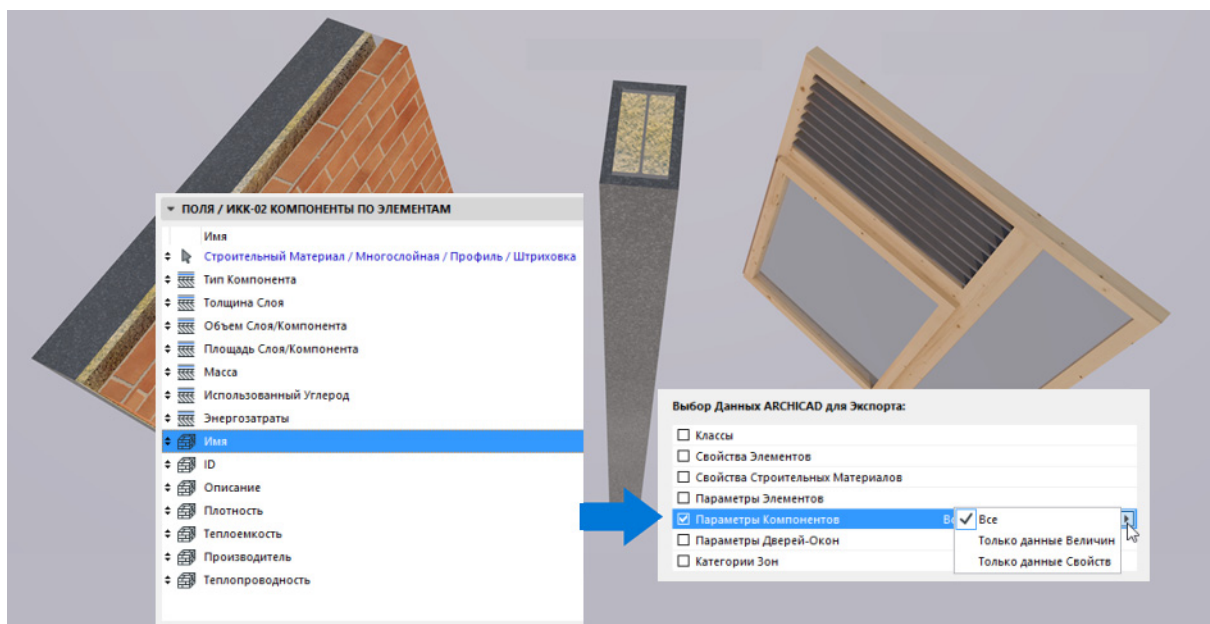 ПОЛЯ / ИКК-02 КОМПОНЕНТЫ ПО ЭЛЕМЕНТАМ
Имя
Строительный Материал / Многослойная / Профиль / Штриховка
Тип Компонента
Толщина Слоя
Объем Слоя/Компонента
Площадь Слоя/Компонента
Масса
Использованный Углерод
Энергозатраты
Имя
ID
Описание
Плотность
Теплоемкость
Производитель
Теплопроводность
Выбор Данных ARCHICAD для Экспорта:
Классы
Свойства Элементов
Свойства Строительных Материалов
Параметры Элементов
Параметры Компонентов Все
Параметры Дверей-Окон Только данные Величин
Категории Зон Только данные Свойств